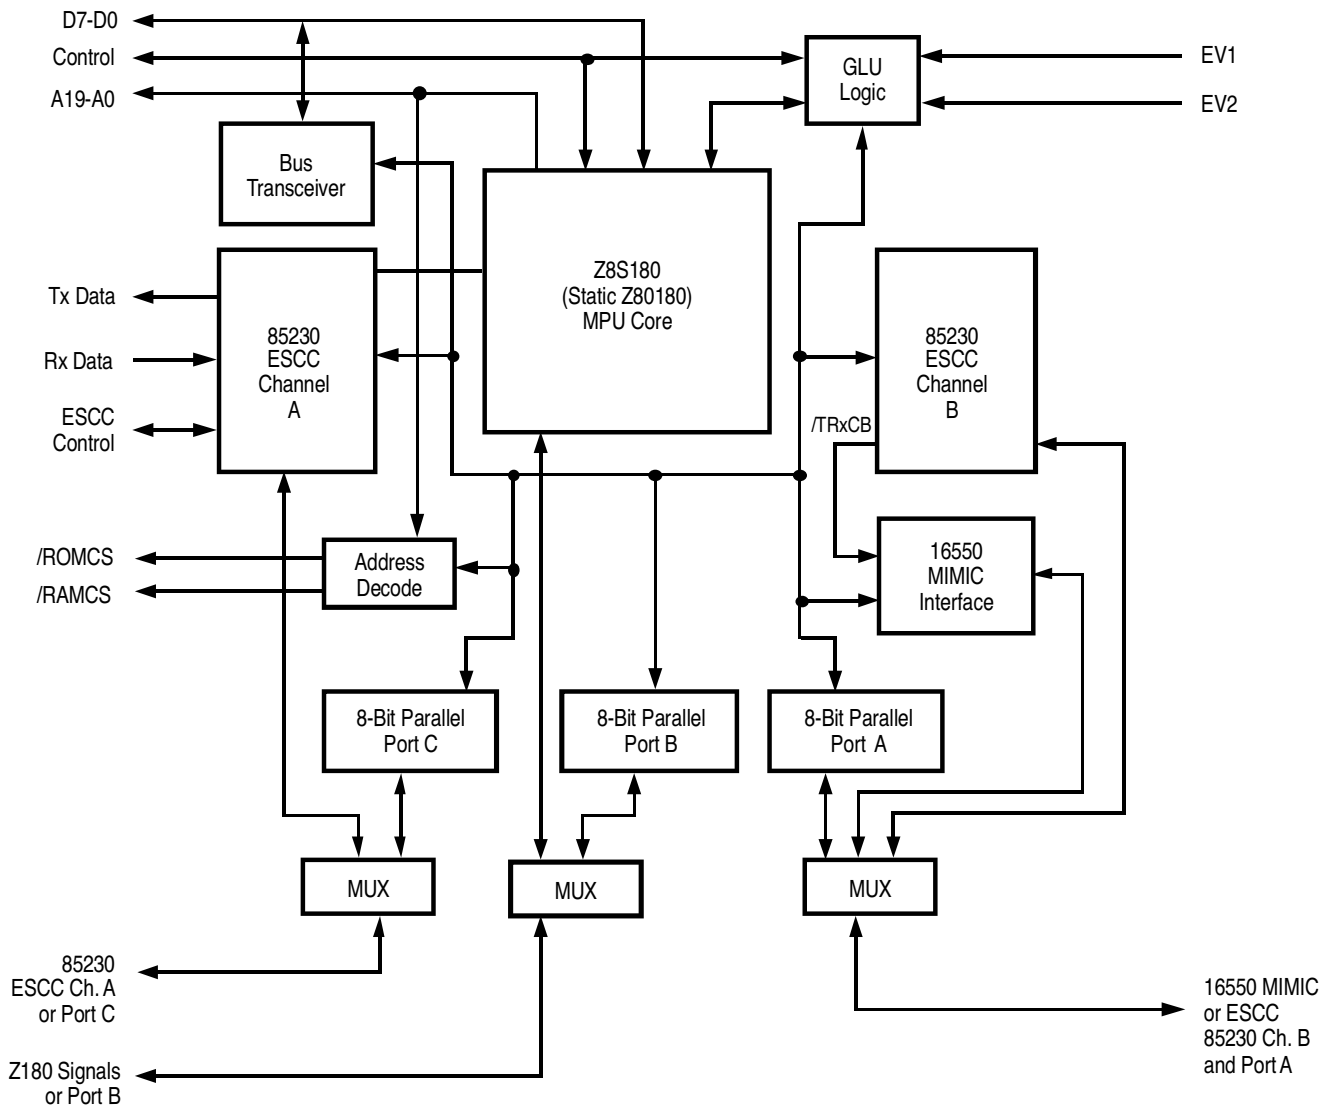 D7-D0
Control
A19-A0
GLU
Logic
EV1
EV2
Bus
Transceiver
Z8S180
(Static Z80180)
MPU Core
Tx Data
Rx Data
ESCC
Control
85230
ESCC
Channel
A
85230
ESCC
Channel
B
/TRxCB
/ROMCS
/RAMCS
Address
Decode
16550
MIMIC
Interface
8-Bit Parallel
Port C
8-Bit Parallel
Port B
8-Bit Parallel
Port A
MUX
MUX
MUX
85230
ESCC Ch. A
or Port C
16550 MIMIC
or ESCC
85230 Ch. B
and Port A
Z180 Signals
or Port B